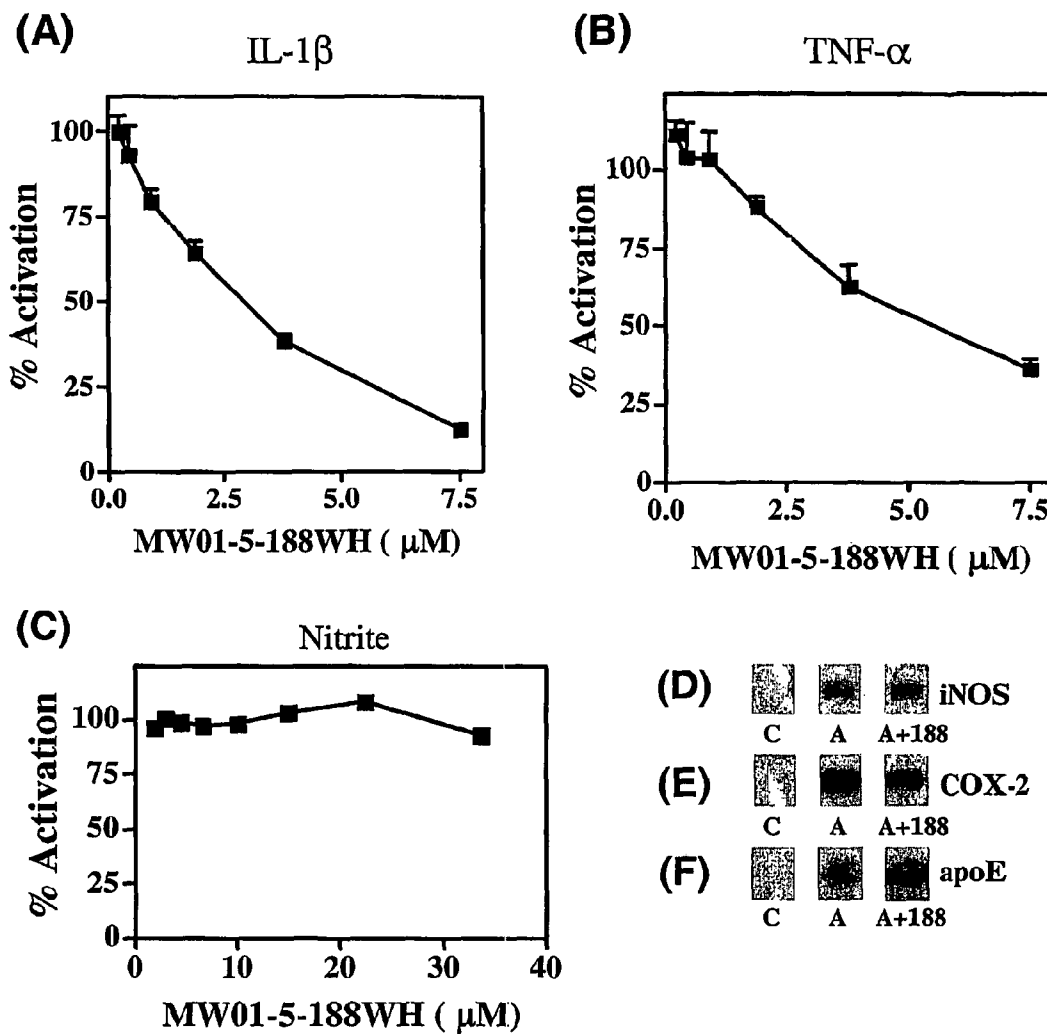 (A)
IL-1β
% Activation
100
75
50
25
0
0.0 2.5 5.0 7.5
MW01-5-188WH ( μM)
(B)
TNF-α
% Activation
100
75
50
25
0
0.0 2.5 5.0 7.5
MW01-5-188WH ( μM)
(C)
Nitrite
% Activation
100
75
50
25
0
0 10 20 30 40
MW01-5-188WH ( μM)
(D) iNOS
C A A+188
(E) COX-2
C A A+188
(F) apoE
C A A+188